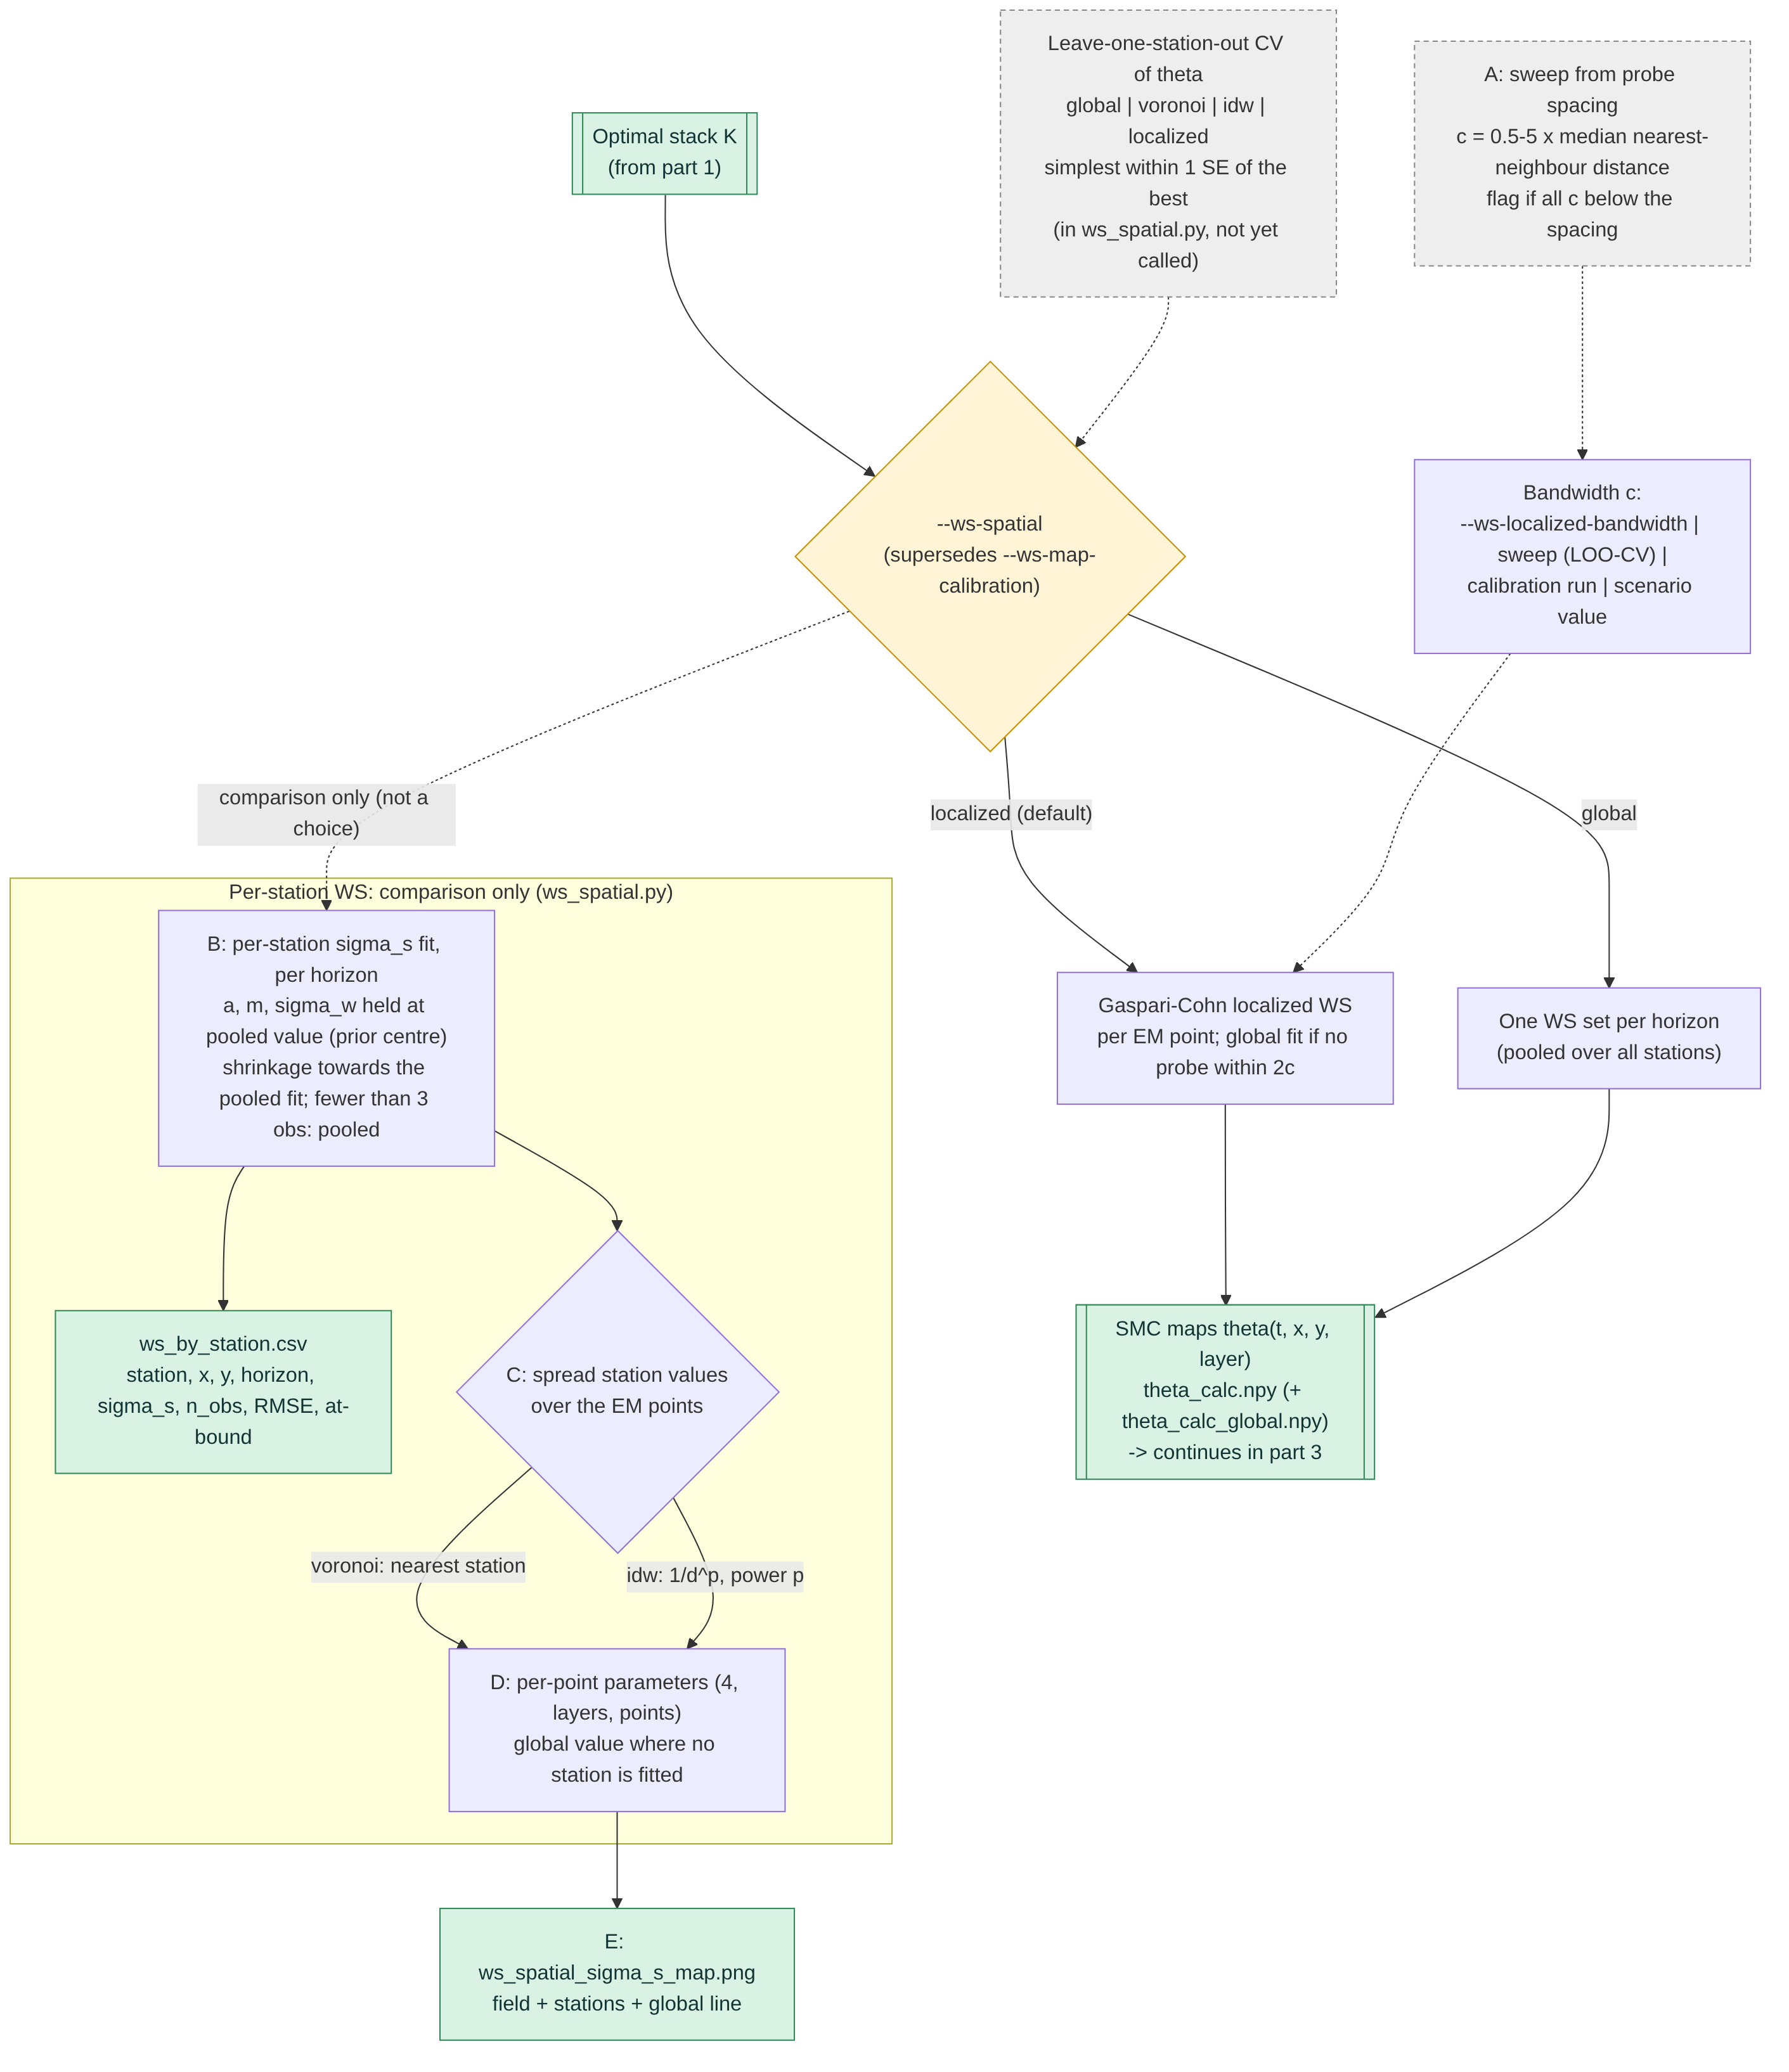 Leave-one-station-out CV
of theta
global | voronoi | idw |
localized
simplest within 1 SE of the
best
(in ws_spatial.py, not yet
called)
A: sweep from probe
spacing
c = 0.5-5 x median nearest-
neighbour distance
flag if all c below the
spacing
Optimal stack K
(from part 1)
--ws-spatial
(supersedes --ws-map-
calibration)
Bandwidth c:
--ws-localized-bandwidth |
sweep (LOO-CV) |
calibration run | scenario
value
comparison only (not a
choice)
localized (default)
global
Per-station WS: comparison only (ws_spatial.py)
B: per-station sigma_s fit,
per horizon
a, m, sigma_w held at
pooled value (prior centre)
shrinkage towards the
pooled fit; fewer than 3
obs: pooled
Gaspari-Cohn localized WS
per EM point; global fit if no
probe within 2c
One WS set per horizon
(pooled over all stations)
ws_by_station.csv
station, x, y, horizon,
sigma_s, n_obs, RMSE, at-
bound
C: spread station values
over the EM points
SMC maps theta(t, x, y,
layer)
theta_calc.npy (+
theta_calc_global.npy)
-> continues in part 3
voronoi: nearest station
idw: 1/d^p, power p
D: per-point parameters (4,
layers, points)
global value where no
station is fitted
E:
ws_spatial_sigma_s_map.png
field + stations + global line